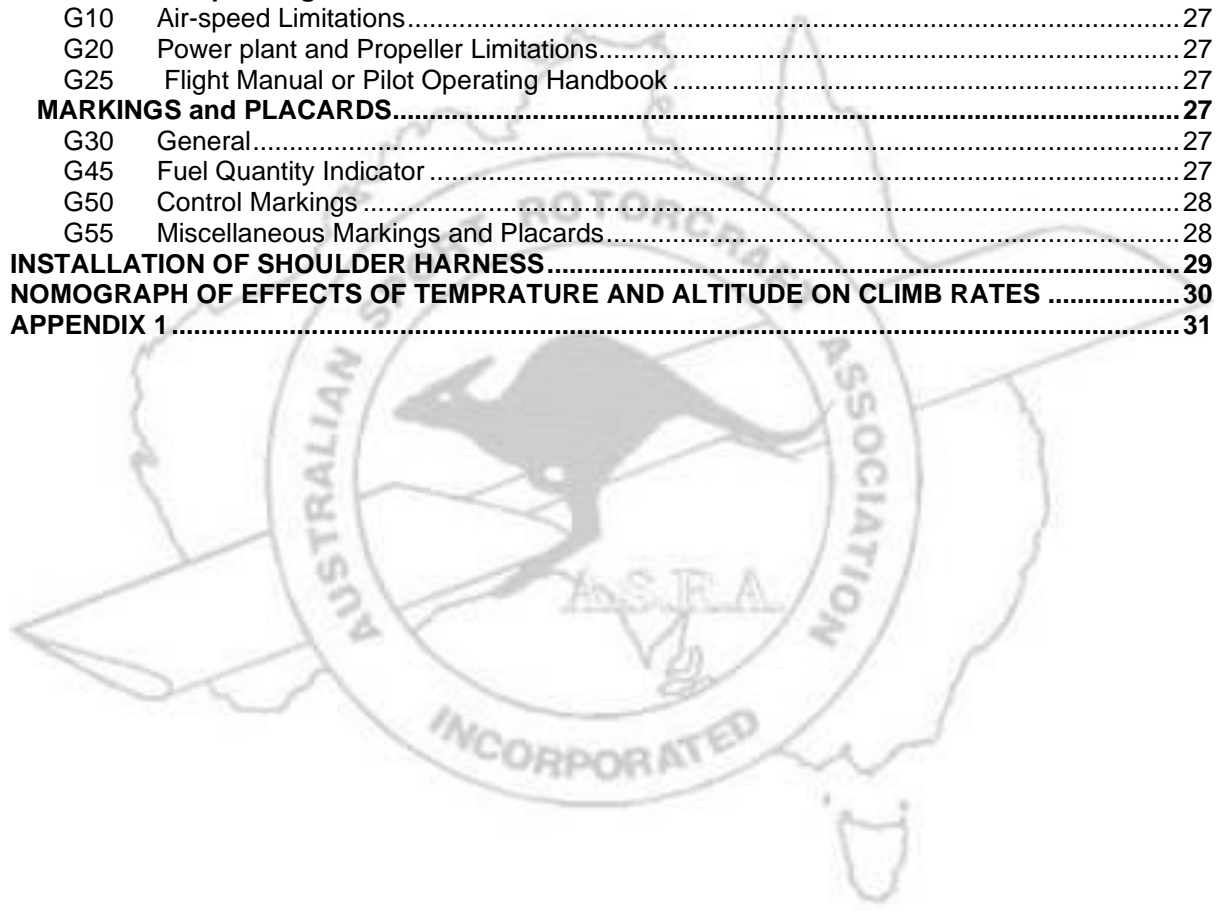 G10 Air-speed Limitations 27
G20 Power plant and Propeller Limitations 27
G25 Flight Manual or Pilot Operating Handbook 27
MARKINGS and PLACARDS 27
G30 General 27
G45 Fuel Quantity Indicator 27
G50 Control Markings 28
G55 Miscellaneous Markings and Placards 28
INSTALLATION OF SHOULDER HARNESS 29
NOMOGRAPH OF EFFECTS OF TEMPRATURE AND ALTITUDE ON CLIMB RATES 30
APPENDIX 1 31
AUSTRALIAN SPORT ROTORCRAFT ASSOCIATION
A.S.R.A.
INCORPORATED